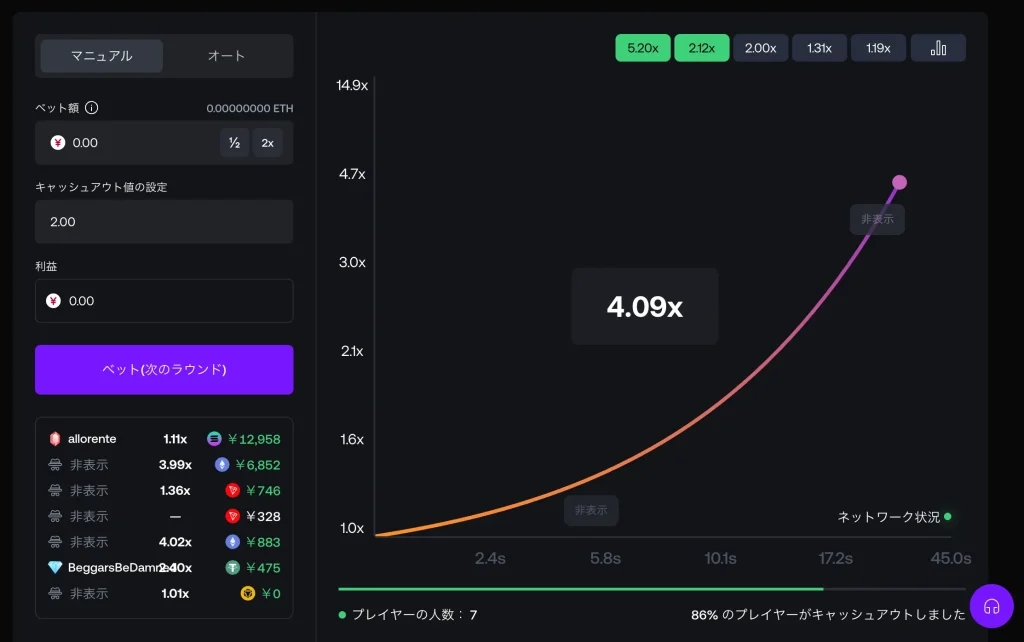 マニュアル オート
ベット額 0.00000000 ETH
¥ 0.00 ½ 2x
キャッシュアウト値の設定
2.00
利益
¥ 0.00
ベット(次のラウンド)
allorente 1.11x ¥12,958
非表示 3.99x ¥6,852
非表示 1.36x ¥746
非表示 — ¥328
非表示 4.02x ¥883
BeggarsBeDamned 2.40x ¥475
非表示 1.01x ¥0
5.20x 2.12x 2.00x 1.31x 1.19x
14.9x
4.7x
非表示
3.0x
4.09x
2.1x
1.6x
非表示
ネットワーク状況
1.0x
2.4s 5.8s 10.1s 17.2s 45.0s
プレイヤーの人数： 7
86% のプレイヤーがキャッシュアウトしました